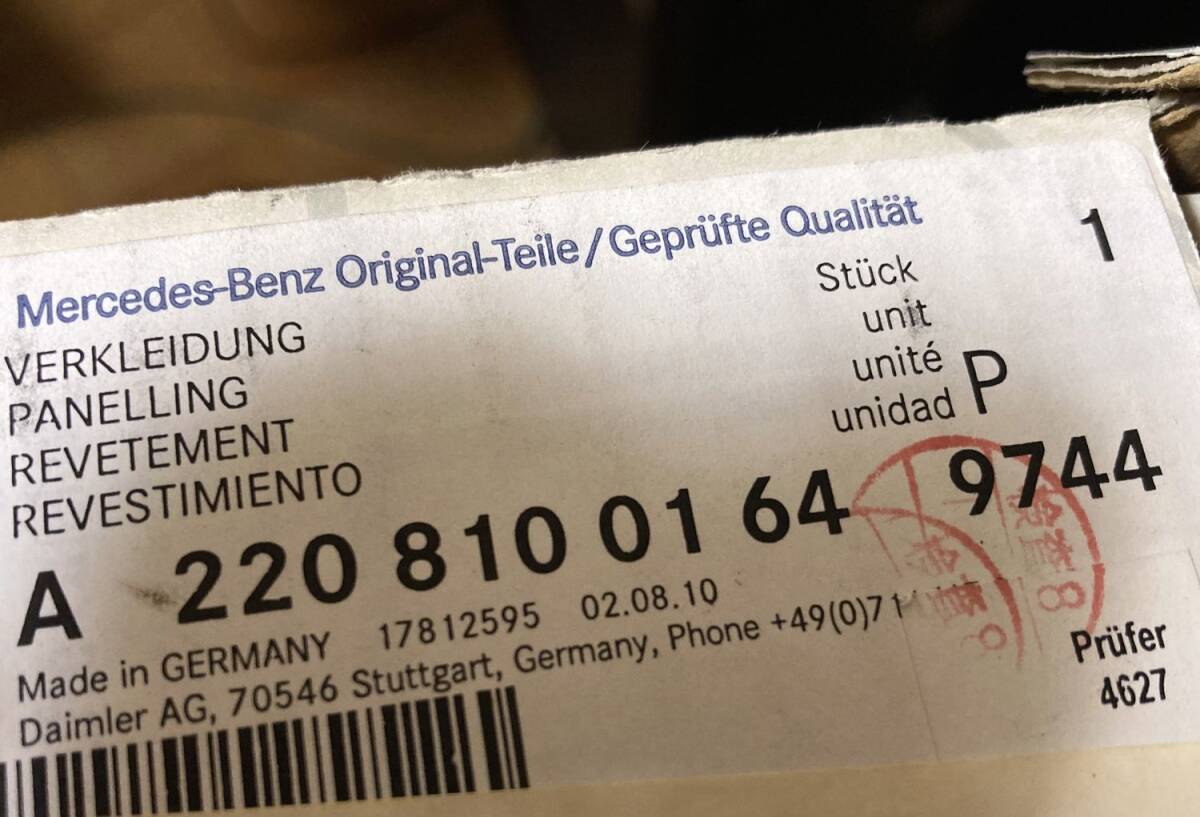 Mercedes-Benz Original-Teile/Geprüfte Qualität
1
VERKLEIDUNG
PANELLING
REVETEMENT
REVESTIMIENTO
Stück
unit
unité
unidad P
A 220 810 01 64 9744
Made in GERMANY 17812595 02.08.10
Daimler AG, 70546 Stuttgart, Germany, Phone +49(0)7 1
Prüfer
4627